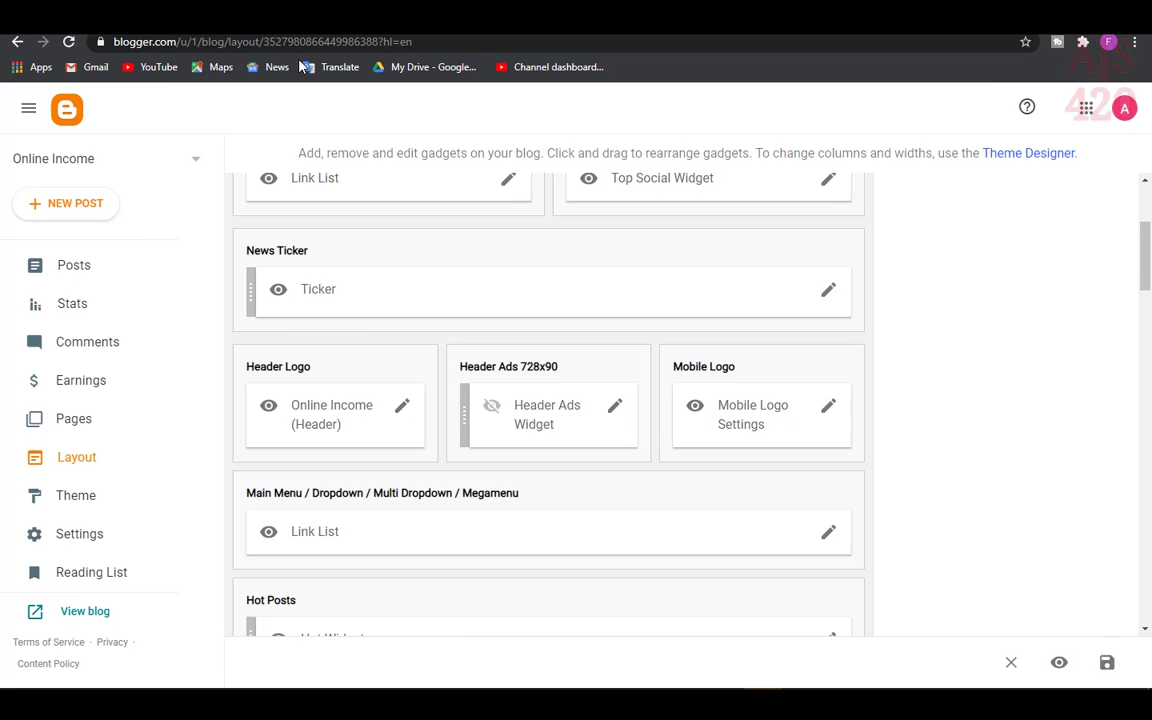 blogger.com/u/1/blog/layout/3527980866449986388?hl=en
F
Apps Gmail YouTube Maps News Translate My Drive - Google... Channel dashboard...
AJS
420
A
Online Income
Add, remove and edit gadgets on your blog. Click and drag to rearrange gadgets. To change columns and widths, use the Theme Designer.
Link List
Top Social Widget
NEW POST
News Ticker
Ticker
Posts
Stats
Comments
Earnings
Pages
Layout
Theme
Settings
Reading List
View blog
Terms of Service · Privacy ·
Content Policy
Header Logo
Online Income
(Header)
Header Ads 728x90
Header Ads
Widget
Mobile Logo
Mobile Logo
Settings
Main Menu / Dropdown / Multi Dropdown / Megamenu
Link List
Hot Posts